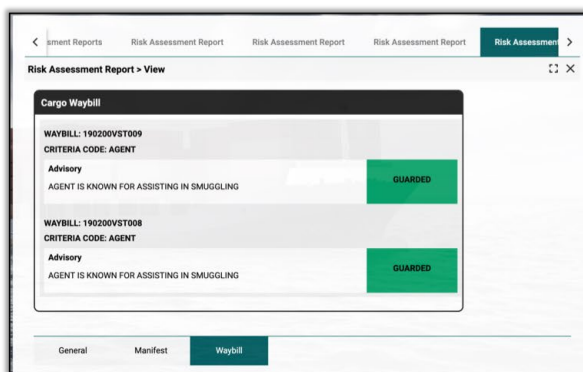 sment Reports Risk Assessment Report Risk Assessment Report Risk Assessment Report Risk Assessment
Risk Assessment Report > View
Cargo Waybill
WAYBILL: 190200VST009
CRITERIA CODE: AGENT
Advisory
AGENT IS KNOWN FOR ASSISTING IN SMUGGLING
GUARDED
WAYBILL: 190200VST008
CRITERIA CODE: AGENT
Advisory
AGENT IS KNOWN FOR ASSISTING IN SMUGGLING
GUARDED
General Manifest Waybill